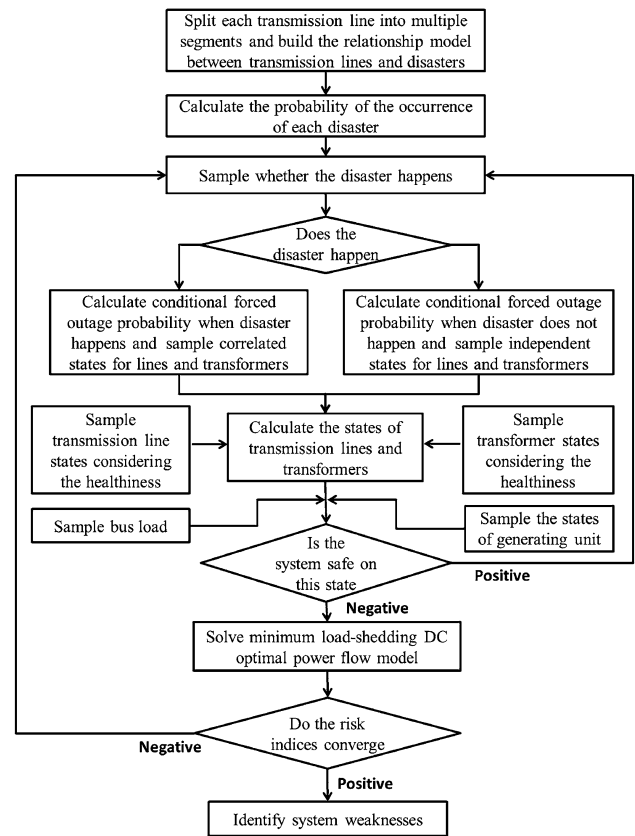 Split each transmission line into multiple
segments and build the relationship model
between transmission lines and disasters
Calculate the probability of the occurrence
of each disaster
Sample whether the disaster happens
Does the
disaster happen
Calculate conditional forced
outage probability when disaster
happens and sample correlated
states for lines and transformers
Calculate conditional forced outage
probability when disaster does not
happen and sample independent
states for lines and transformers
Sample
transmission line
states considering
the healthiness
Calculate the states of
transmission lines and
transformers
Sample
transformer states
considering the
healthiness
Sample bus load
Sample the states
of generating unit
Is the
system safe on
this state
Positive
Negative
Solve minimum load-shedding DC
optimal power flow model
Do the risk
indices converge
Negative
Positive
Identify system weaknesses